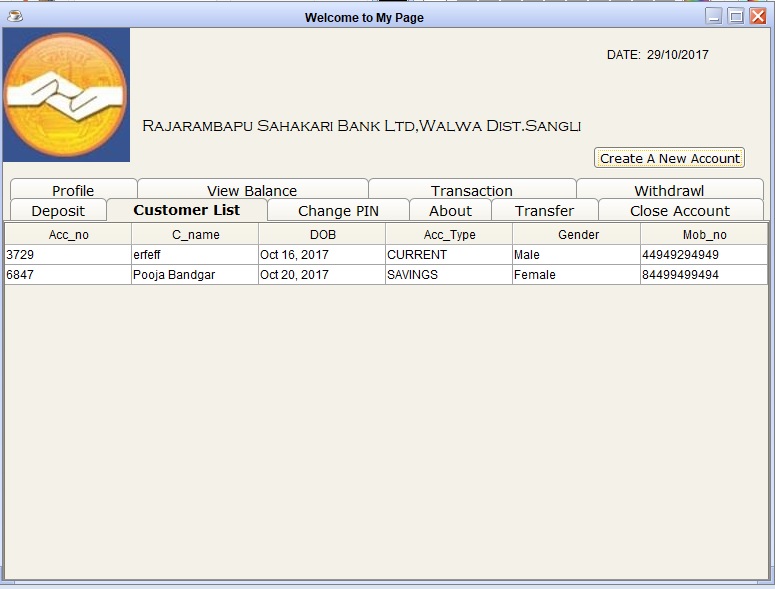 Welcome to My Page
DATE: 29/10/2017
Rajarambapu Sahakari Bank Ltd,Walwa Dist.Sangli
Create A New Account
Profile View Balance Transaction Withdrawl
Deposit Customer List Change PIN About Transfer Close Account
Acc_no C_name DOB Acc_Type Gender Mob_no
3729 erfeff Oct 16, 2017 CURRENT Male 44949294949
6847 Pooja Bandgar Oct 20, 2017 SAVINGS Female 84499499494